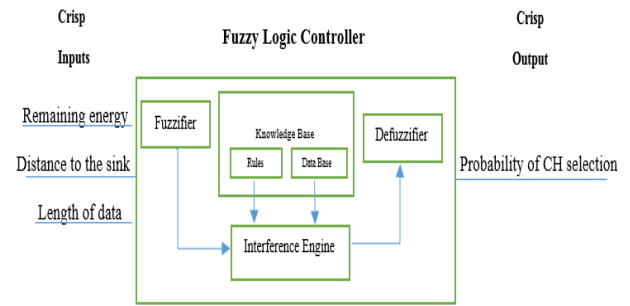 Crisp
Inputs
Fuzzy Logic Controller
Crisp
Output
Remaining energy
Distance to the sink
Length of data
Fuzzifier
Knowledge Base
Rules
Data Base
Defuzzifier
Interference Engine
Probability of CH selection